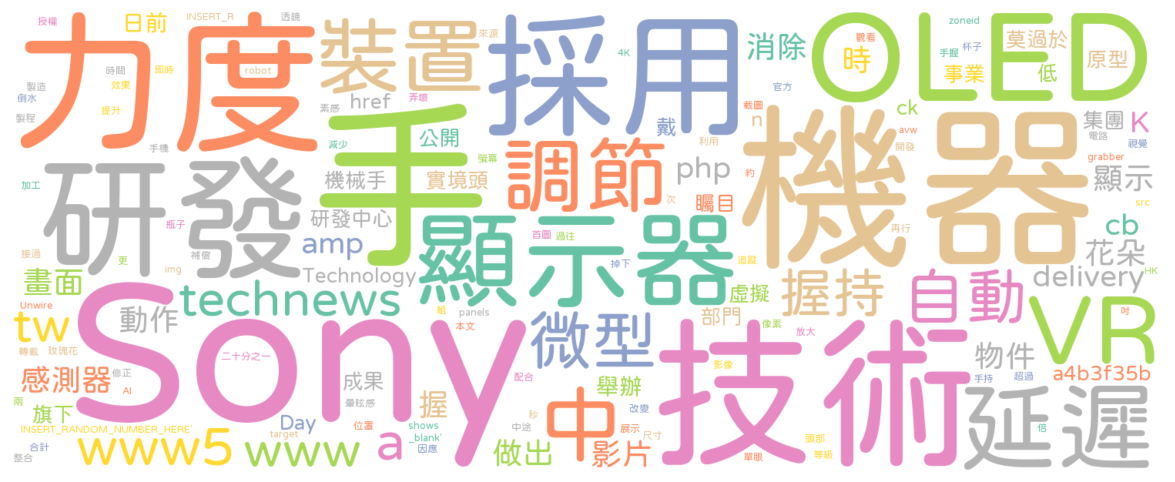 授權 日前 INSERT_R 透鏡 來源 zoneid
力度 裝置 採用 OLED
4K 消除 觀看 時 手握 杯子 莫過於 原型
製造 時間 即時 robot 官方 事業 低
倒水 效果 href 素感 弄壞 截圖 ck 集團 K
製程 提升 減少 公開 戴 n avw 電路 視覺
手機 螢幕 利用 開發
研發 手 調節 機器
加工 機械手 實境頭 php 約 grabber 顯示
瓶子 研發中心 次 矚目 src
接過 更 補償 amp 百圖 過往 再行 cb
img Technology 顯示器 掉下 追蹤 花朵
畫面 technews 虛擬 握持 自動 delivery HK
Unwire 動作 組 panels 部門 VR
tw 本文 微型 像素 放大 吋
Sony 技術
轉載 玫瑰花 二十分之一 物件
感測器 修正 AI 成果 配合 影像 手持 超過 a4b3f35b
兩 暈眩感 舉辦 延遲
旗下 握 中 改變
INSERT_RANDOM_NUMBER_HERE' Day 位置 shows 秒 展示 倍
合計 www5 target _blank' 中途 尺寸 頭部
整合 www a 因應 做出 影片 單眼 等級